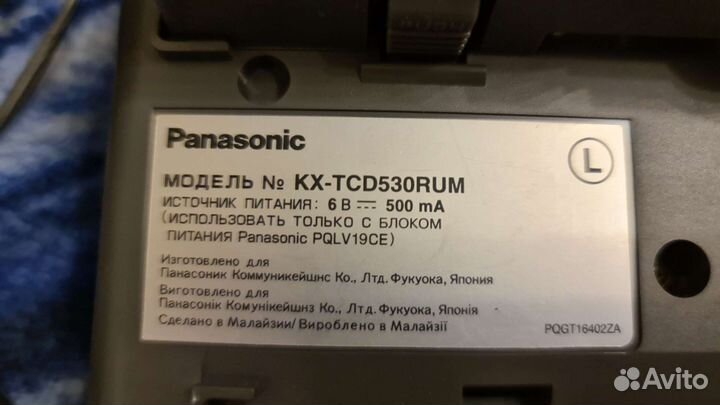 Panasonic
L
МОДЕЛЬ № KX-TCD530RUM
ИСТОЧНИК ПИТАНИЯ: 6 В ⎓ 500 mA
(ИСПОЛЬЗОВАТЬ ТОЛЬКО С БЛОКОМ
ПИТАНИЯ Panasonic PQLV19CE)
Изготовлено для
Панасоник Коммуникейшнс Ко., Лтд. Фукуока, Япония
Виготовлено для
Панасонік Комунікейшнз Ко., Лтд. Фукуока, Японія
Сделано в Малайзии/ Вироблено в Малайзії
PQGT16402ZA
Avito